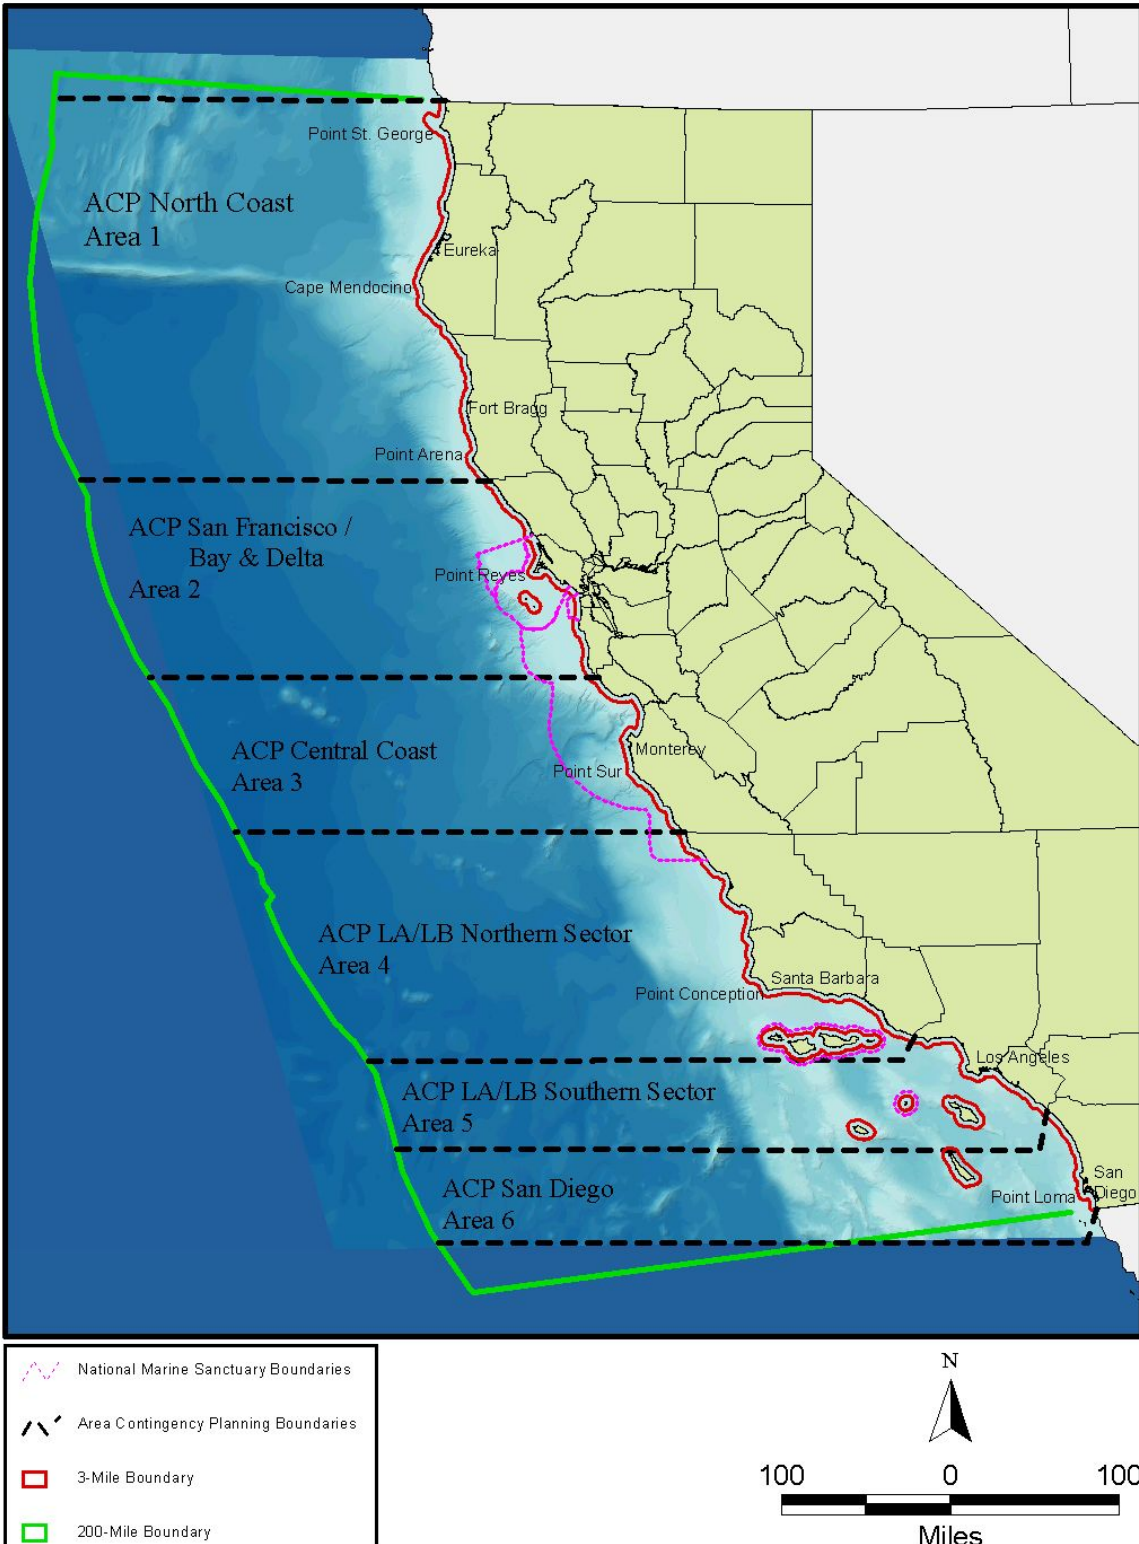 Point St. George
ACP North Coast
Area 1
Eureka
Cape Mendocino
Fort Bragg
Point Arena
ACP San Francisco /
Bay & Delta
Area 2
Point Reyes
ACP Central Coast
Area 3
Monterey
Point Sur
ACP LA/LB Northern Sector
Area 4
Santa Barbara
Point Conception
Los Angeles
ACP LA/LB Southern Sector
Area 5
ACP San Diego
Area 6
San
Diego
Point Loma
National Marine Sanctuary Boundaries
Area Contingency Planning Boundaries
3-Mile Boundary
200-Mile Boundary
N
100 0 100
Miles